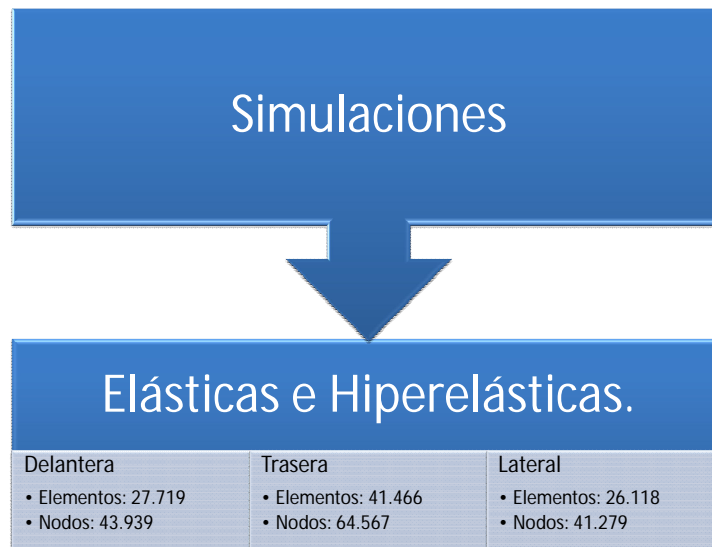 Simulaciones
Elásticas e Hiperelásticas.
Delantera
• Elementos: 27.719
• Nodos: 43.939
Trasera
• Elementos: 41.466
• Nodos: 64.567
Lateral
• Elementos: 26.118
• Nodos: 41.279